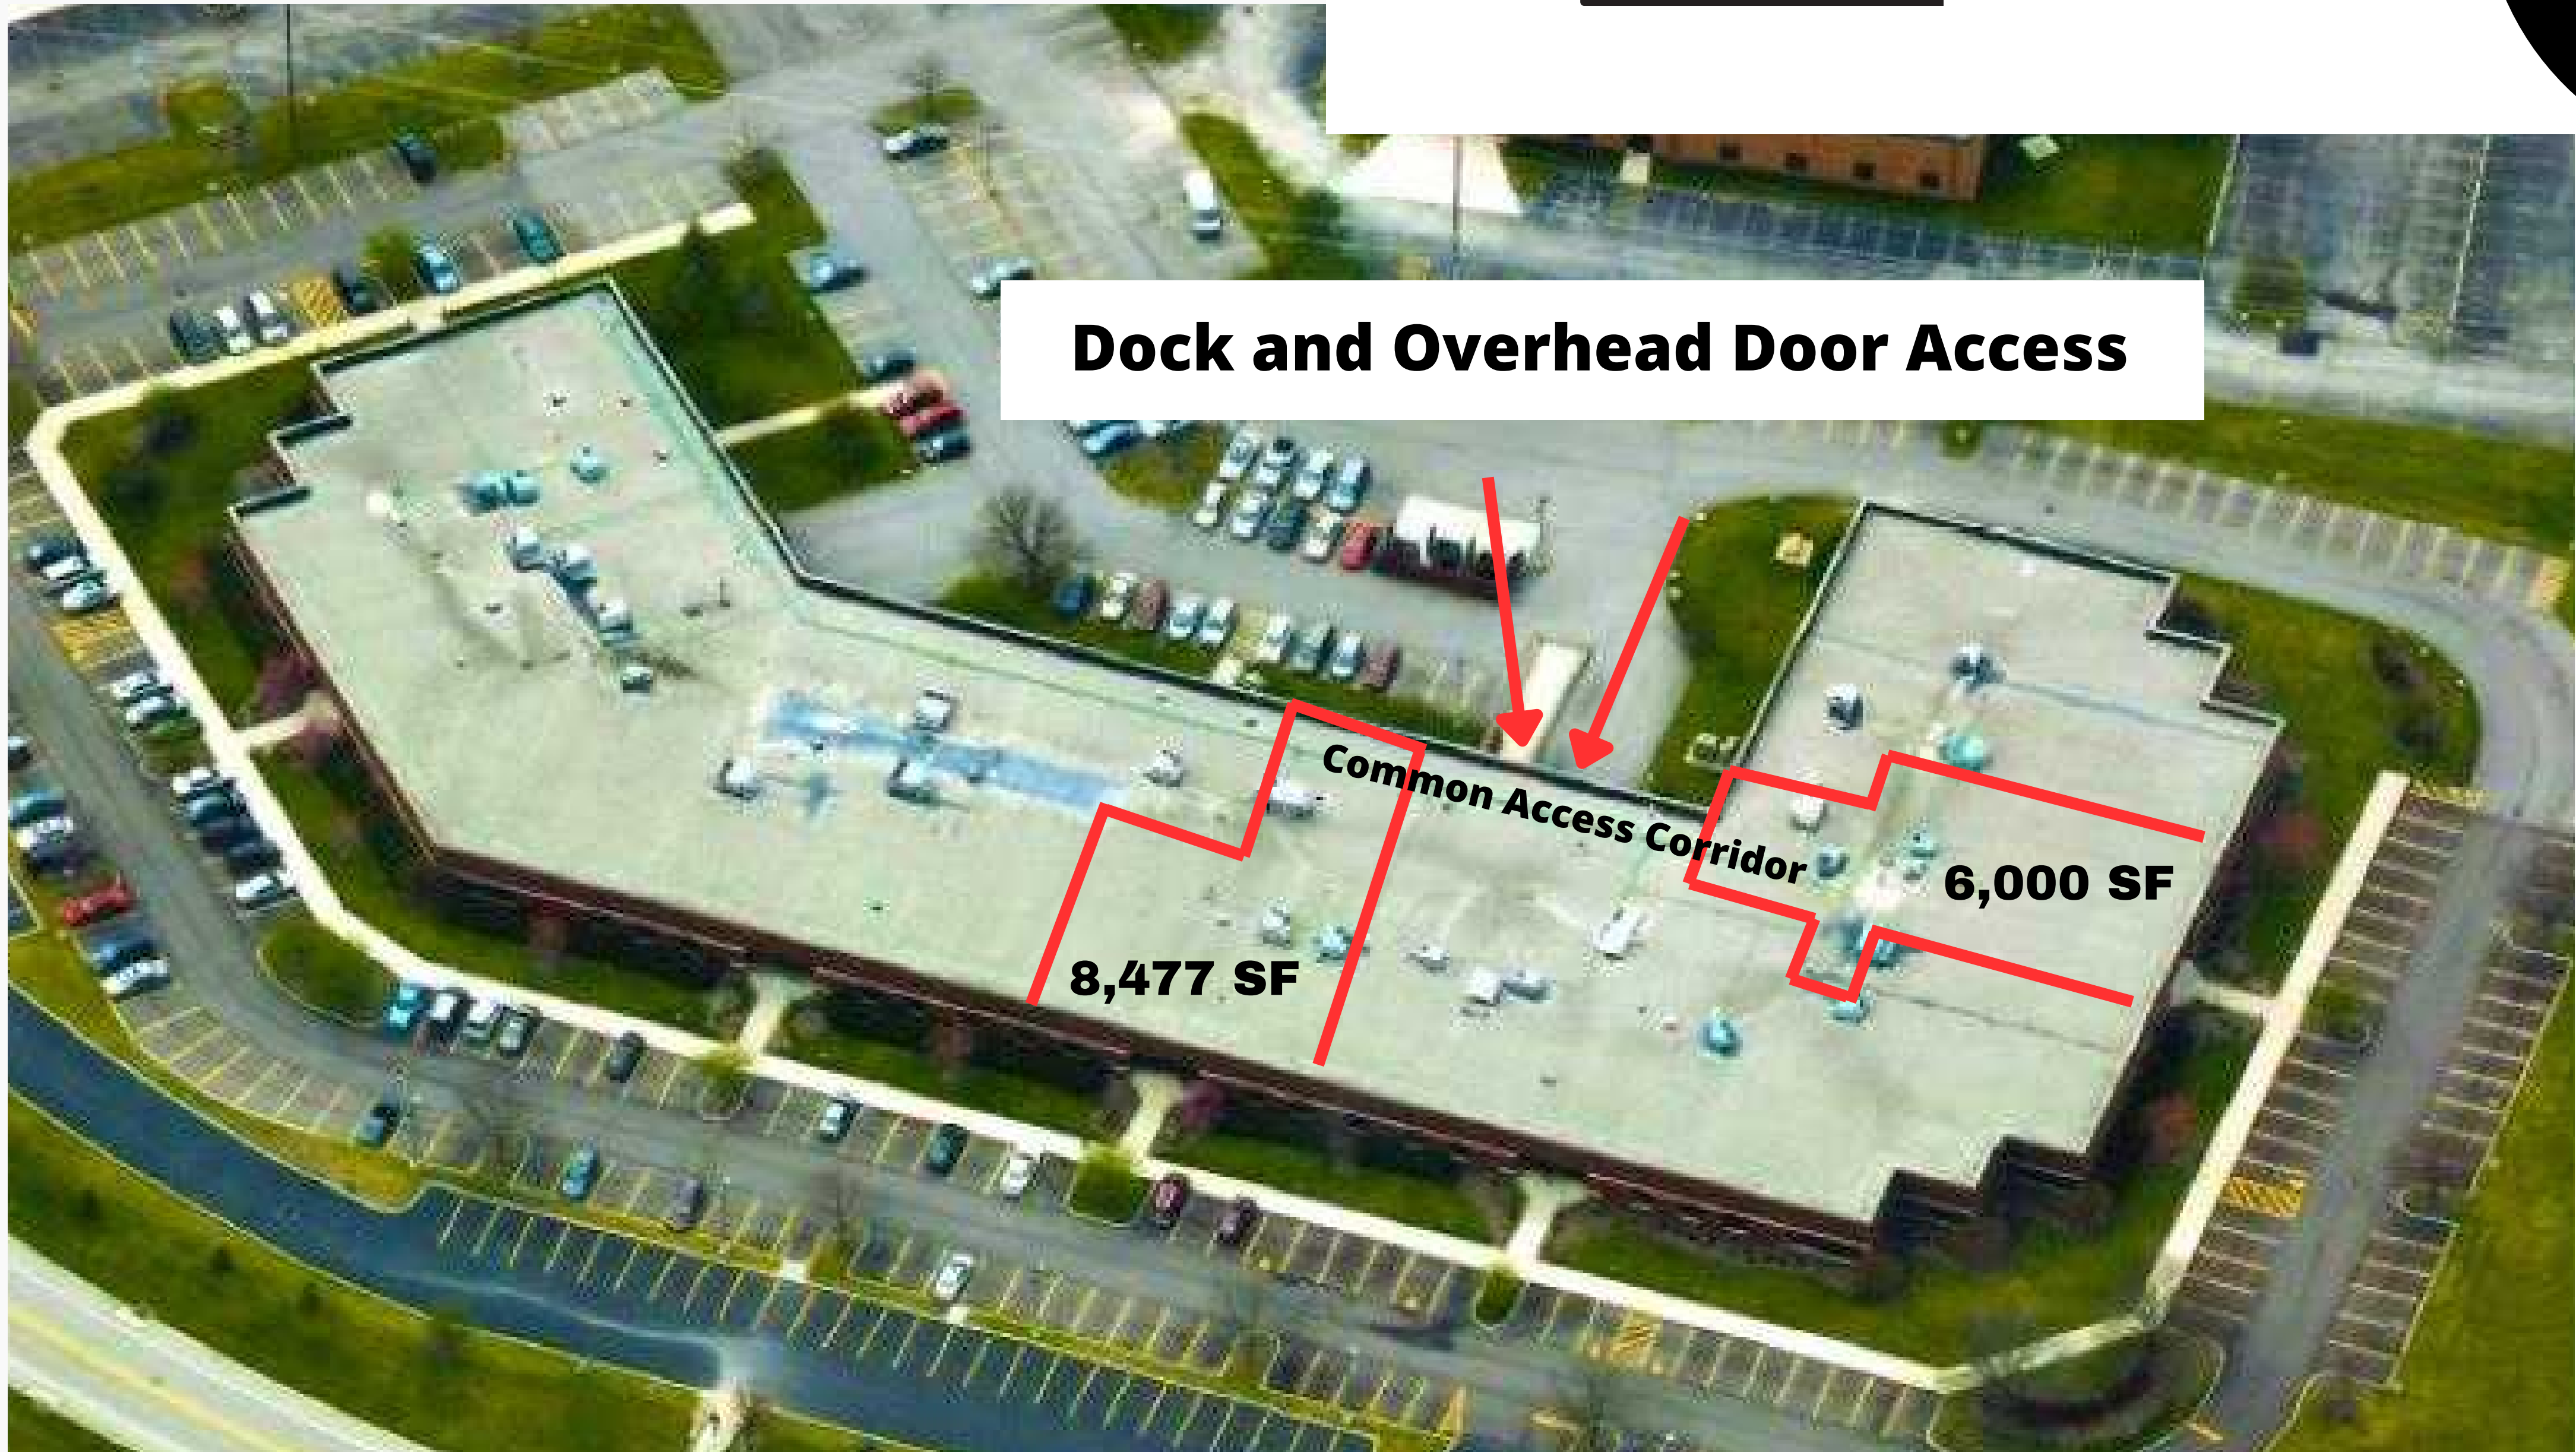 Dock and Overhead Door Access
Common Access Corridor
6,000 SF
8,477 SF